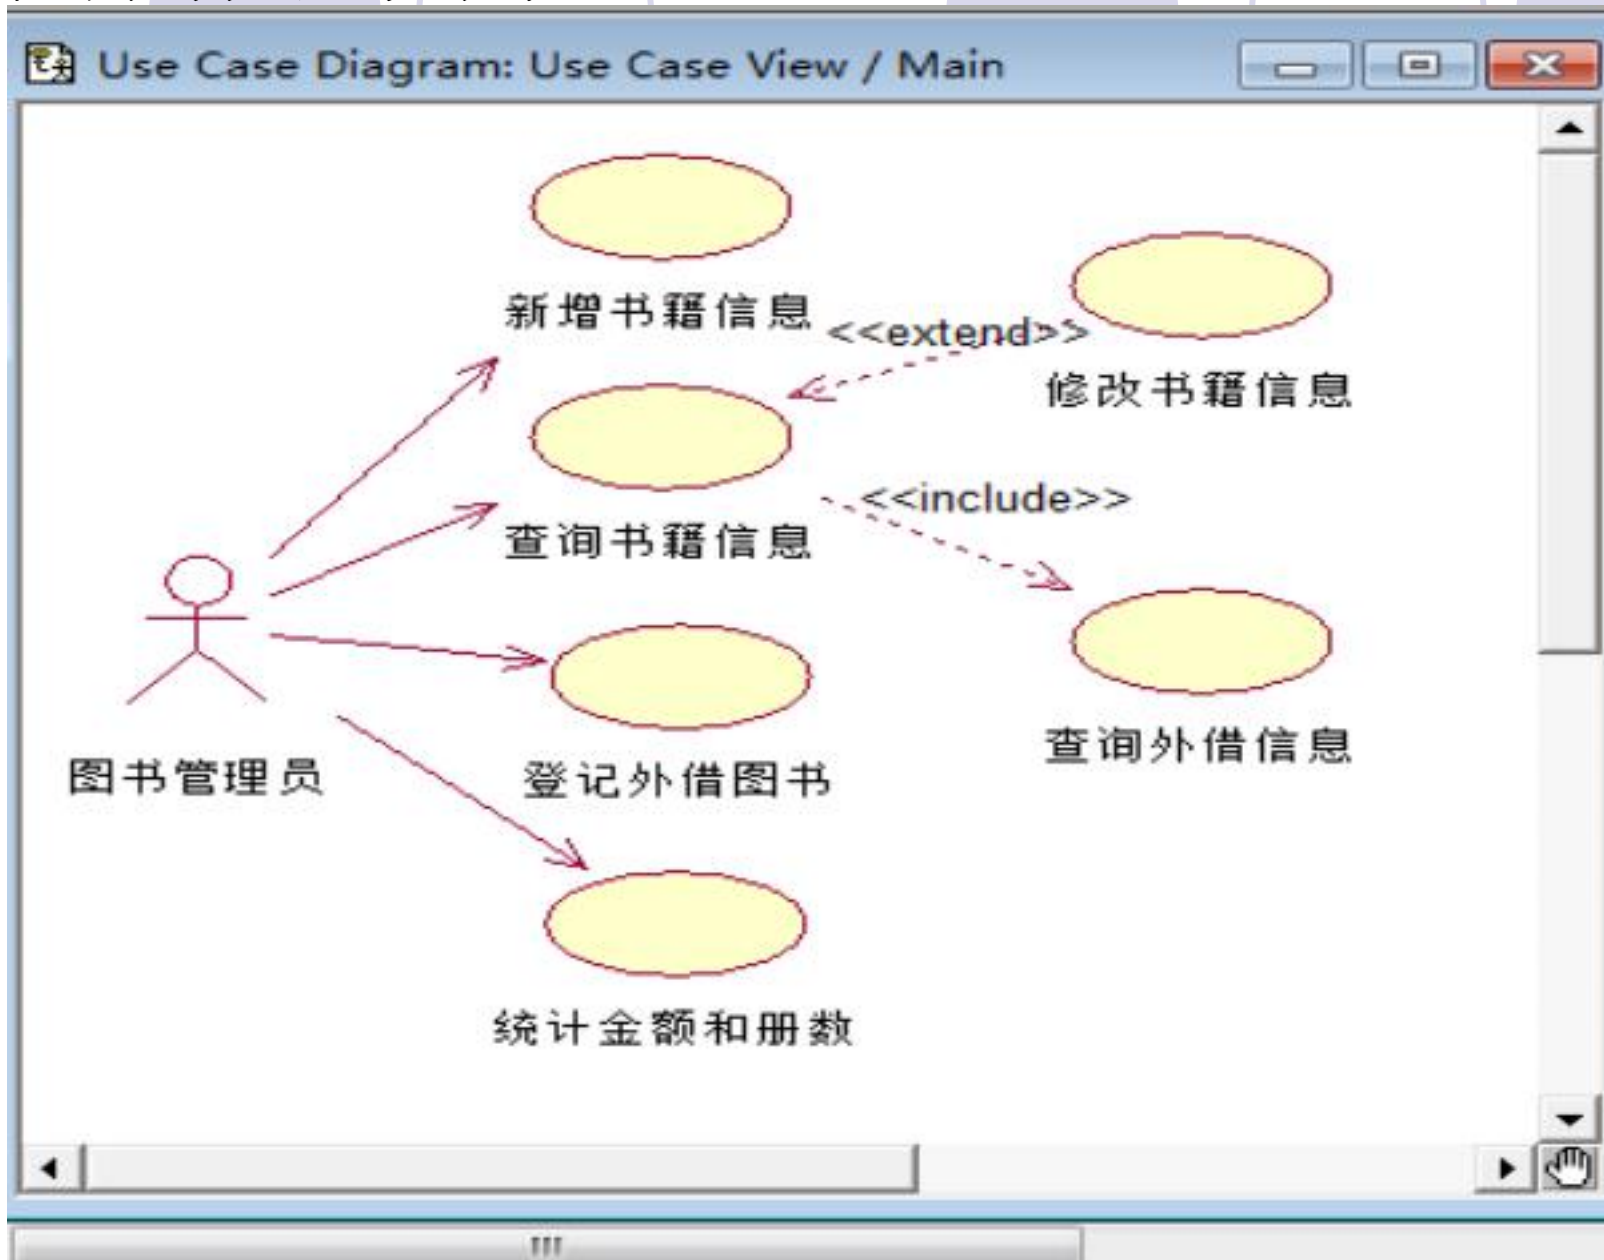 Use Case Diagram: Use Case View / Main
新增书籍信息
<<extend>>
修改书籍信息
<<include>>
查询书籍信息
查询外借信息
图书管理员
登记外借图书
统计金额和册数